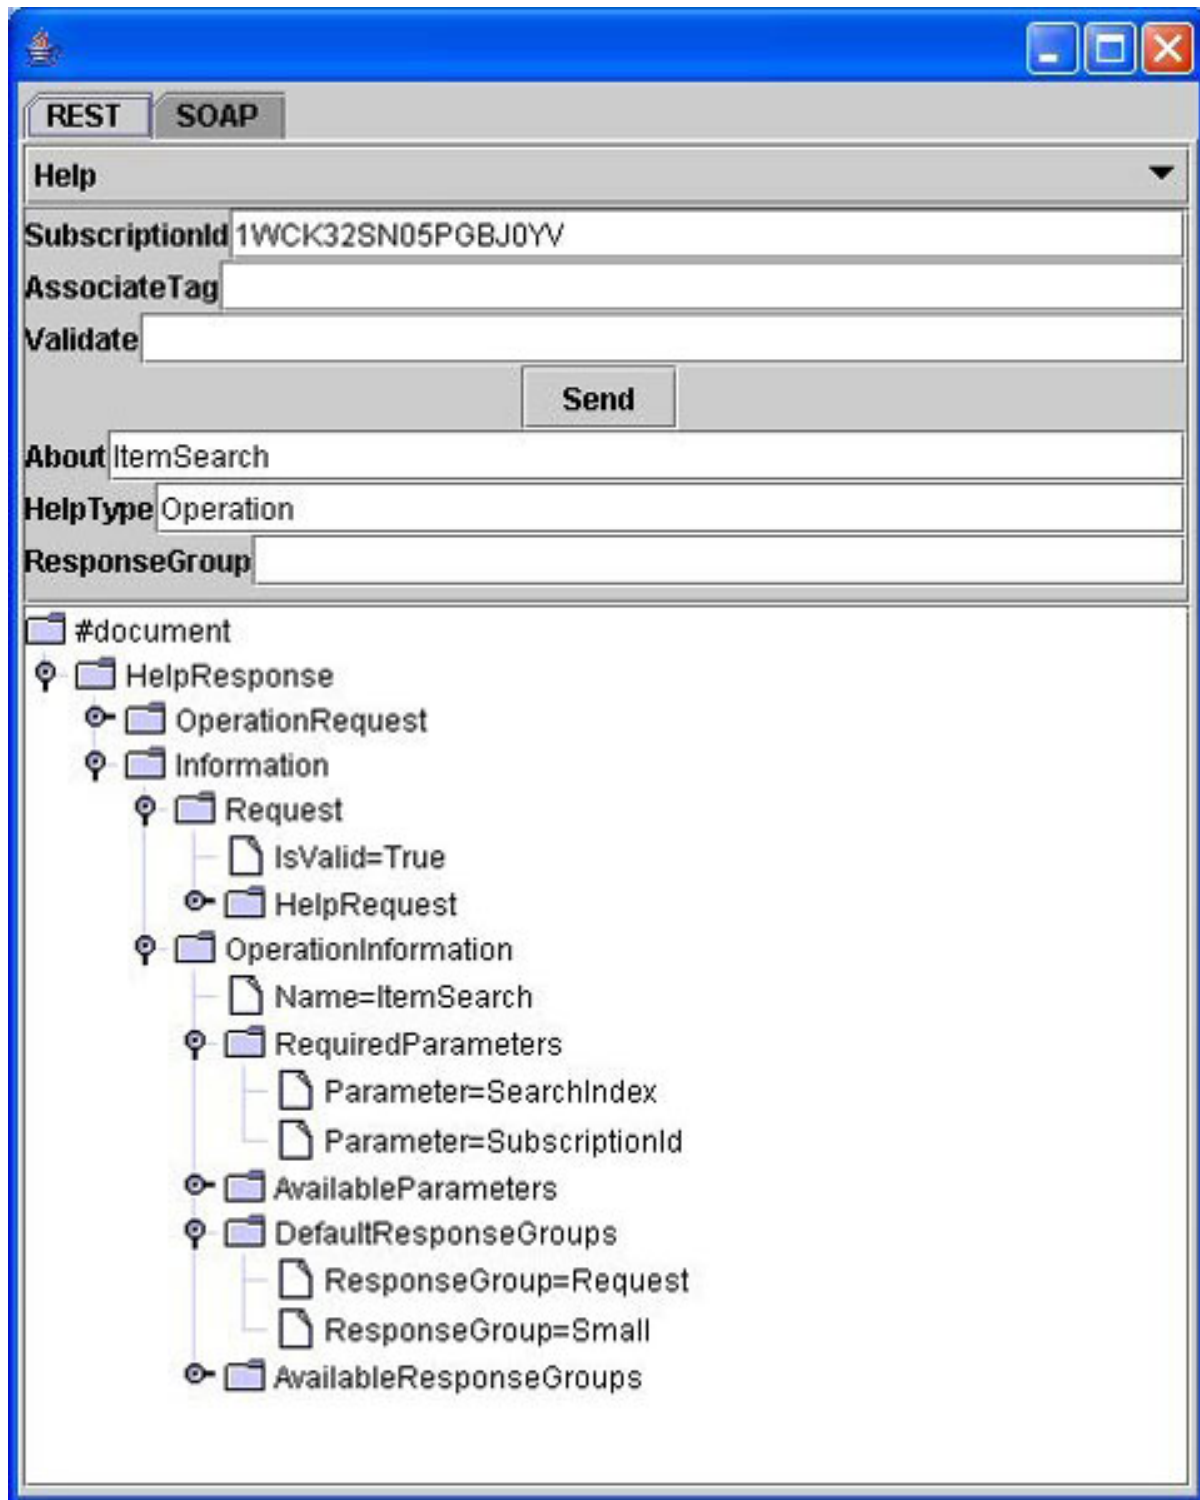 REST SOAP
Help
SubscriptionId 1WCK32SN05PGBJ0YV
AssociateTag
Validate
Send
About ItemSearch
HelpType Operation
ResponseGroup
#document
HelpResponse
OperationRequest
Information
Request
IsValid=True
HelpRequest
OperationInformation
Name=ItemSearch
RequiredParameters
Parameter=SearchIndex
Parameter=SubscriptionId
AvailableParameters
DefaultResponseGroups
ResponseGroup=Request
ResponseGroup=Small
AvailableResponseGroups